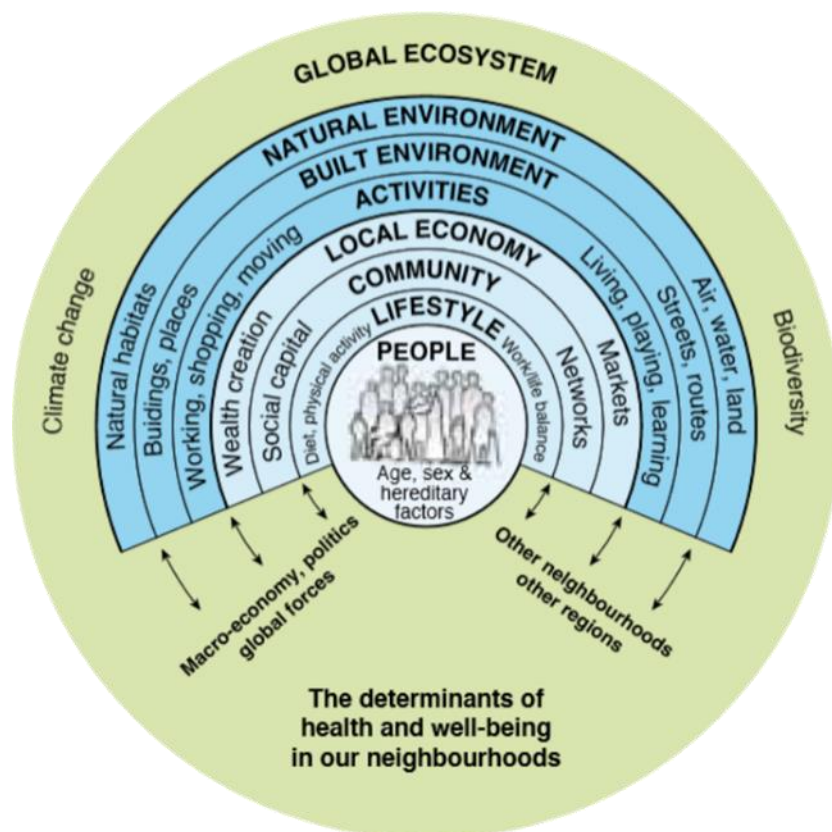 GLOBAL ECOSYSTEM
NATURAL ENVIRONMENT
BUILT ENVIRONMENT
ACTIVITIES
LOCAL ECONOMY
COMMUNITY
LIFESTYLE
PEOPLE
Age, sex &
hereditary
factors
Climate change
Natural habitats
Buidings, places
Working, shopping, moving
Wealth creation
Social capital
Diet, physical activity
Work/life balance
Networks
Markets
Living, playing, learning
Streets, routes
Air, water, land
Biodiversity
Macro-economy, politics
global forces
Other neighbourhoods
other regions
The determinants of
health and well-being
in our neighbourhoods